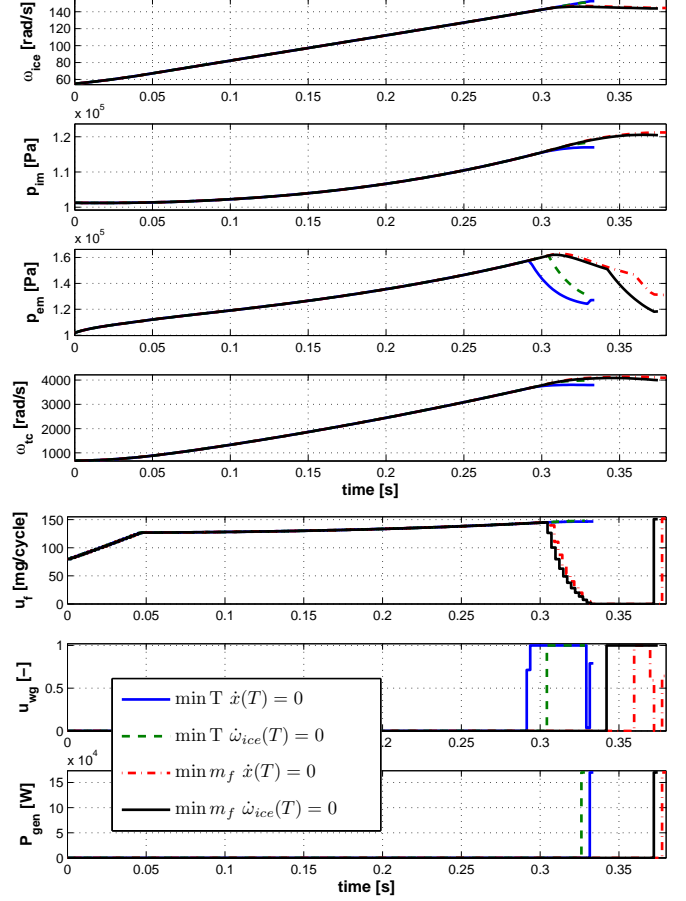 140
120
100
80
60
ω_ice [rad/s]
0 0.05 0.1 0.15 0.2 0.25 0.3 0.35
x 10^5
1.2
1.1
1
p_im [Pa]
0 0.05 0.1 0.15 0.2 0.25 0.3 0.35
x 10^5
1.6
1.4
1.2
1
p_em [Pa]
0 0.05 0.1 0.15 0.2 0.25 0.3 0.35
4000
3000
2000
1000
ω_tc [rad/s]
0 0.05 0.1 0.15 0.2 0.25 0.3 0.35
time [s]
150
100
50
0
u_f [mg/cycle]
0 0.05 0.1 0.15 0.2 0.25 0.3 0.35
1
0.5
0
u_wg [−]
0 0.05 0.1 0.15 0.2 0.25 0.3 0.35
min T ẋ(T) = 0
min T ω̇_ice(T) = 0
min m_f ẋ(T) = 0
min m_f ω̇_ice(T) = 0
x 10^4
15
10
5
0
P_gen [W]
0 0.05 0.1 0.15 0.2 0.25 0.3 0.35
time [s]